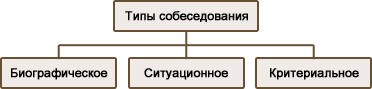 Типы собеседования
Биографическое
Ситуационное
Критериальное